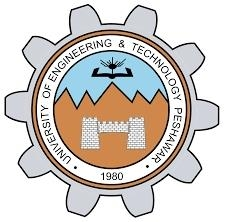 UNIVERSITY OF ENGINEERING & TECHNOLOGY PESHAWAR
1980